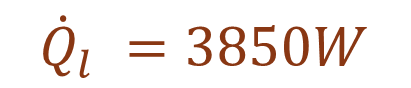 Q̇ₗ = 3850W